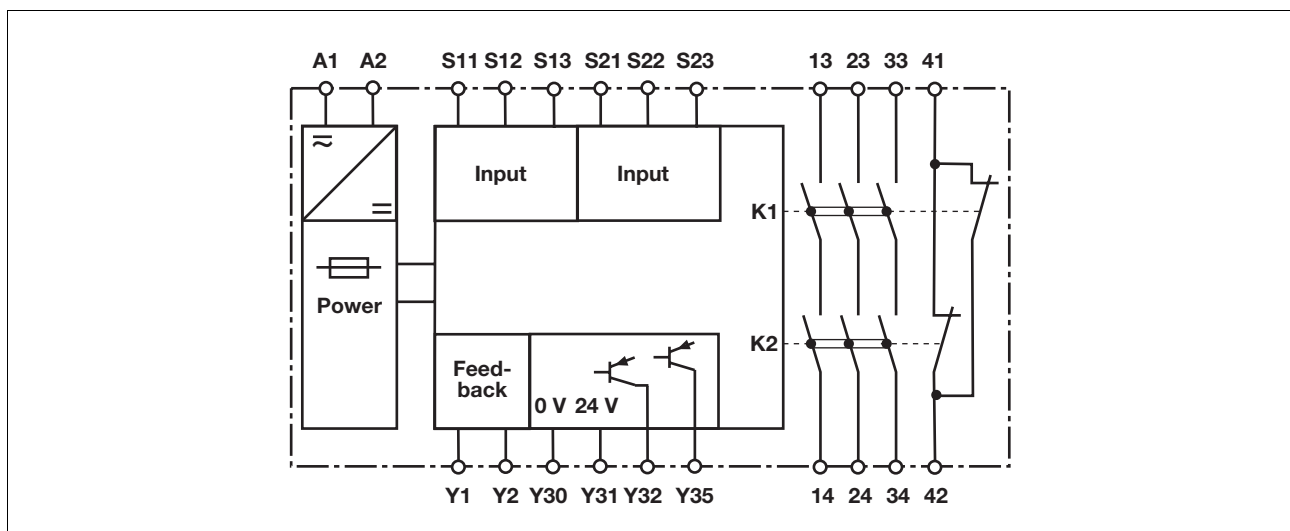 A1 A2 S11 S12 S13 S21 S22 S23 13 23 33 41
Input Input
K1
Power
K2
Feed-
back
0 V 24 V
Y1 Y2 Y30 Y31 Y32 Y35 14 24 34 42